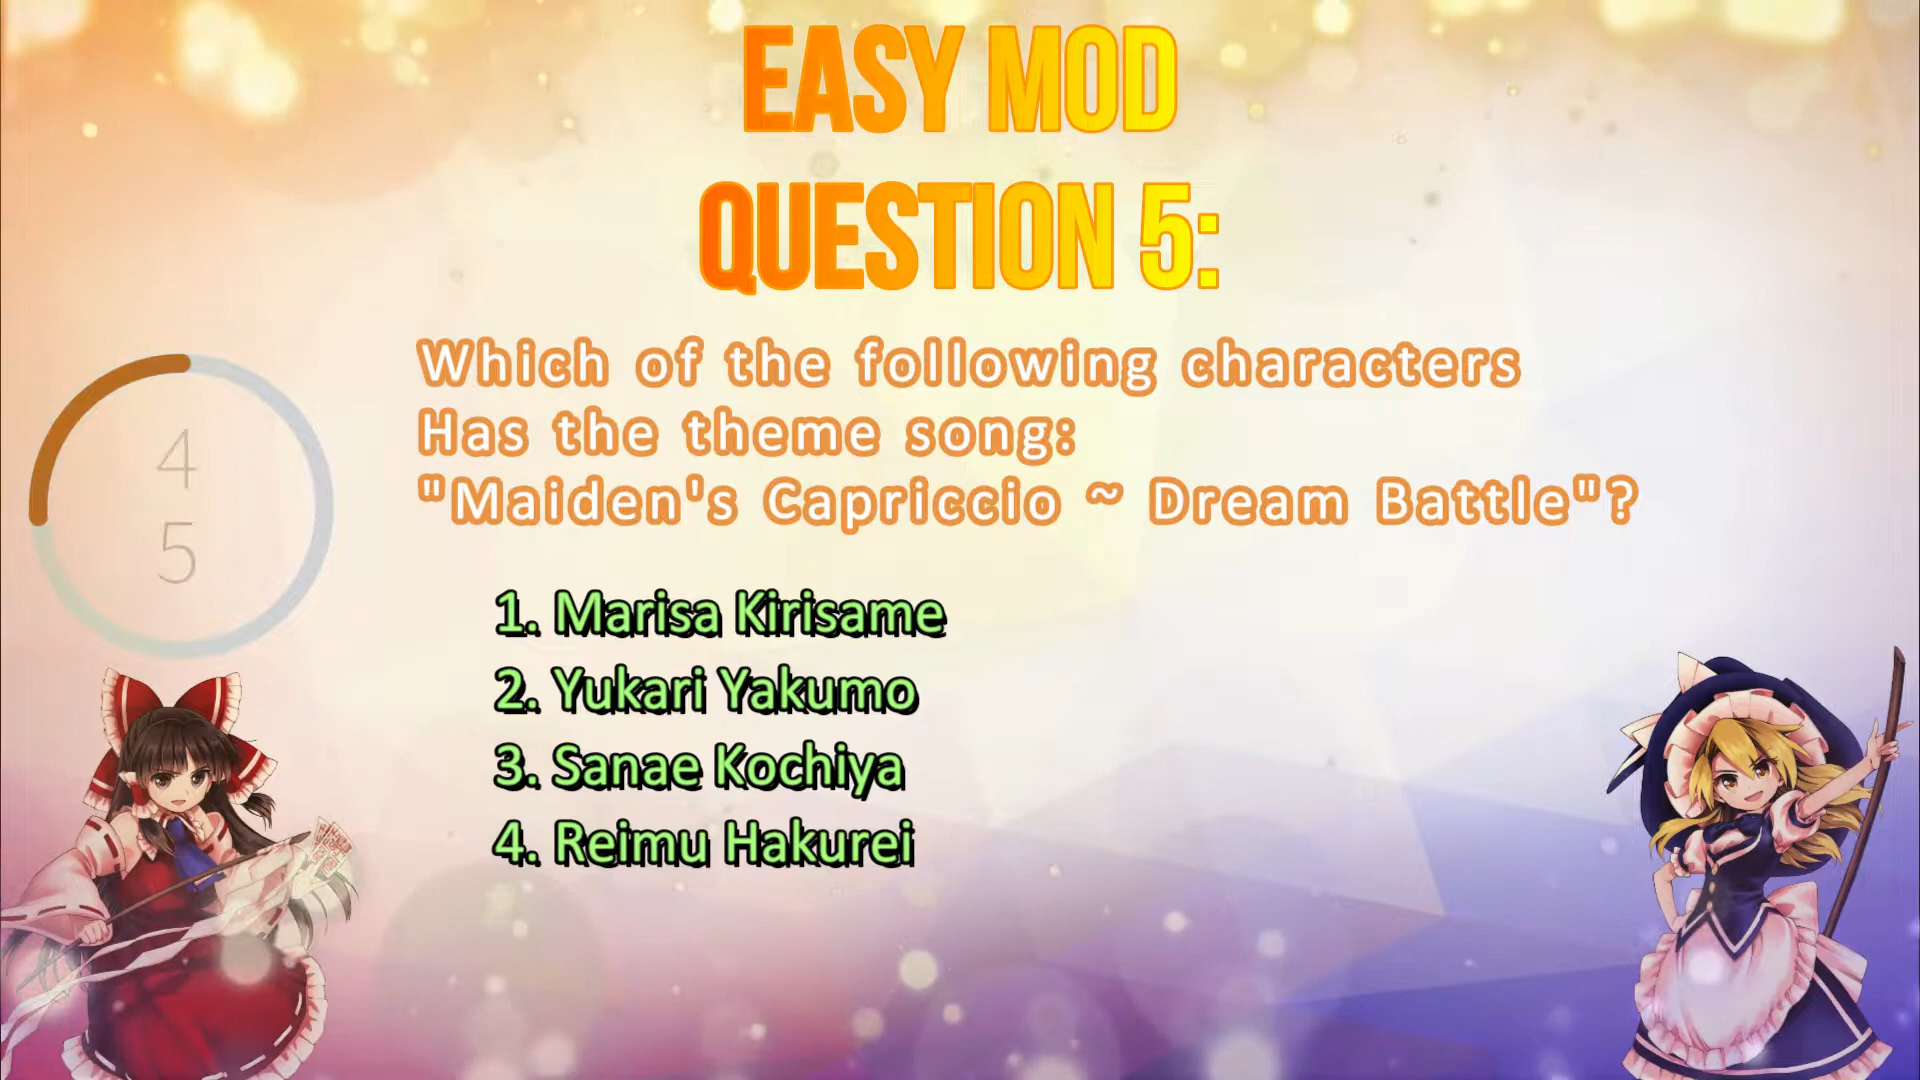 EASY MOD
QUESTION 5:
Which of the following characters
Has the theme song:
"Maiden's Capriccio ~ Dream Battle"?
4
5
1. Marisa Kirisame
2. Yukari Yakumo
3. Sanae Kochiya
4. Reimu Hakurei